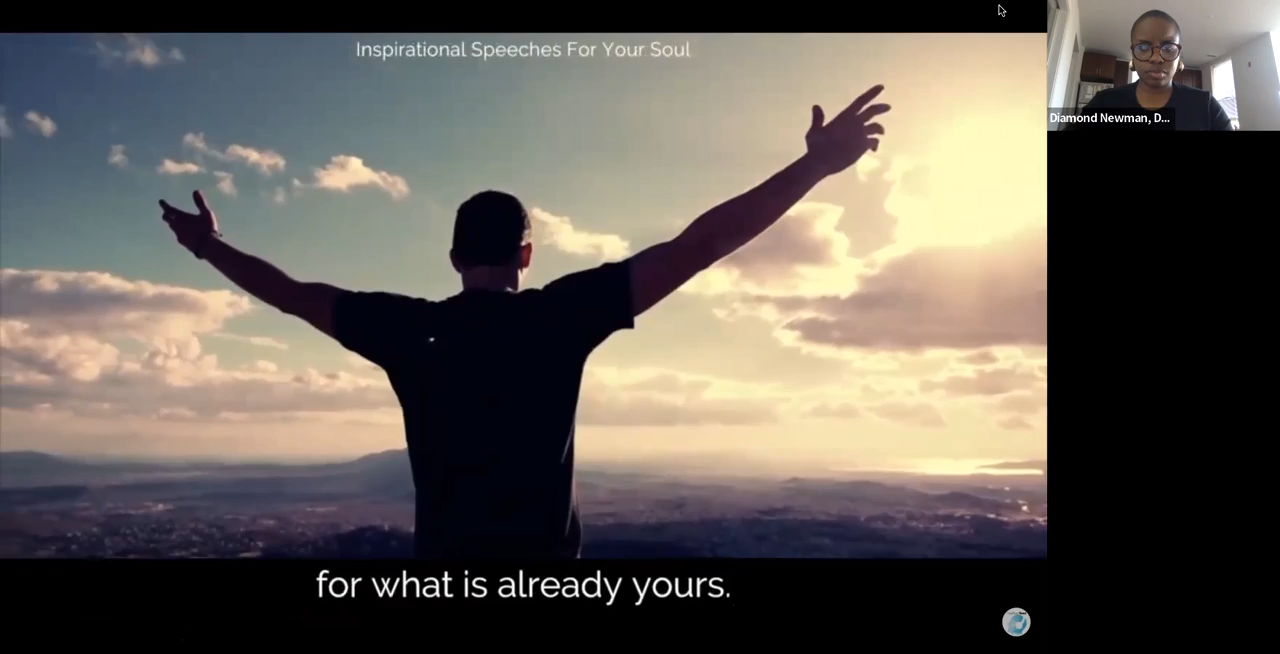 Inspirational Speeches For Your Soul
Diamond Newman, D...
for what is already yours.